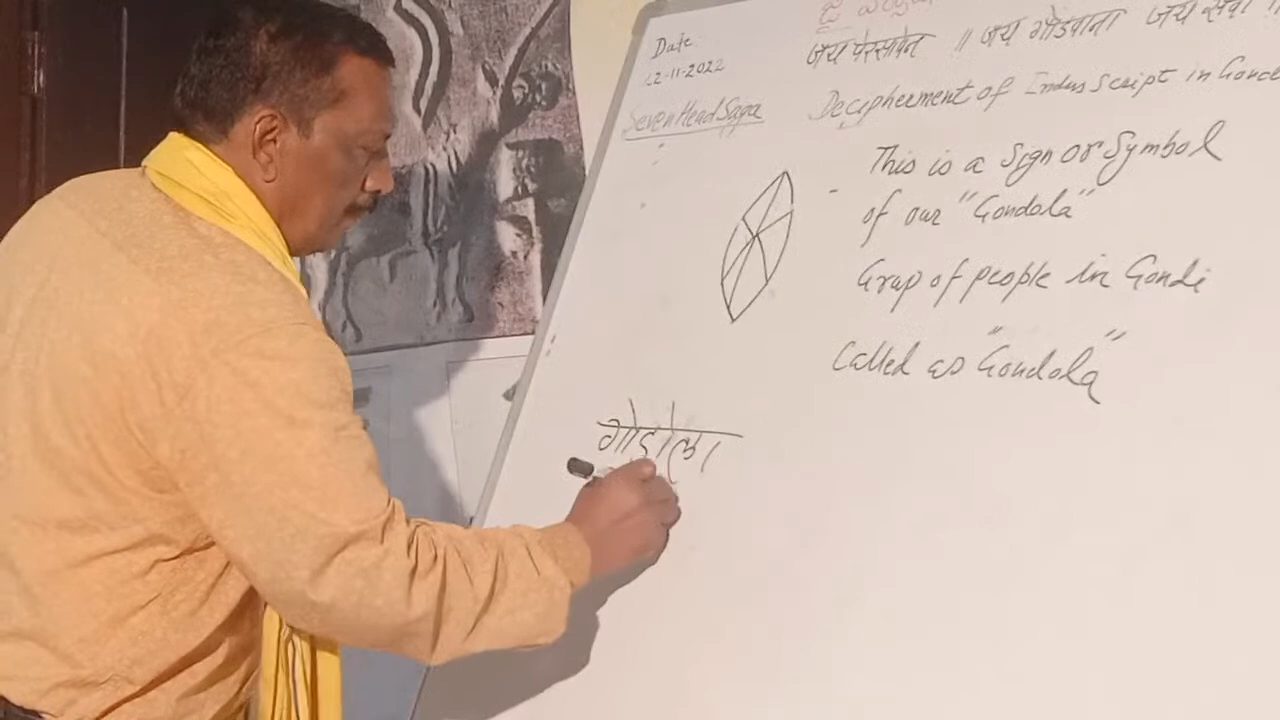 जय पेरसापेन ॥ जय गोंडवाना जय सेवा ॥
Date
22-11-2022
Seven Head Saga
Decipherment of Indus Script in Gond
This is a Sign or Symbol
of our "Gondola"
Grup of people in Gondi
Called as "Gondola"
गोंडोला